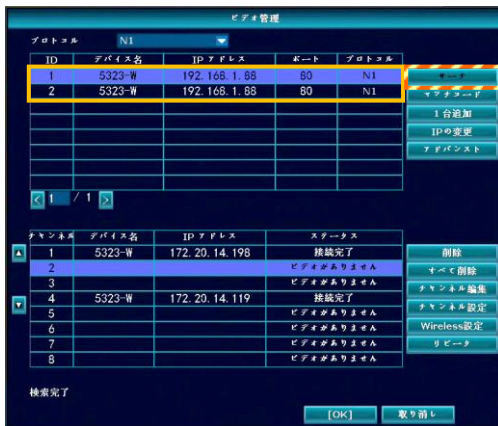 ビデオ管理
プロトコル N1
ID デバイス名 IPアドレス ポート プロトコル
1 5323-W 192.168.1.88 80 N1
2 5323-W 192.168.1.88 80 N1
サーチ
マッチコード
1台追加
IPの変更
アドバンスト
1 / 1
チャンネル デバイス名 IPアドレス ステータス
1 5323-W 172.20.14.198 接続完了
2 ビデオがありません
3 ビデオがありません
4 5323-W 172.20.14.119 接続完了
5 ビデオがありません
6 ビデオがありません
7 ビデオがありません
8 ビデオがありません
削除
すべて削除
チャンネル編集
チャンネル設定
Wireless設定
リピータ
検索完了
[OK] 取り消し